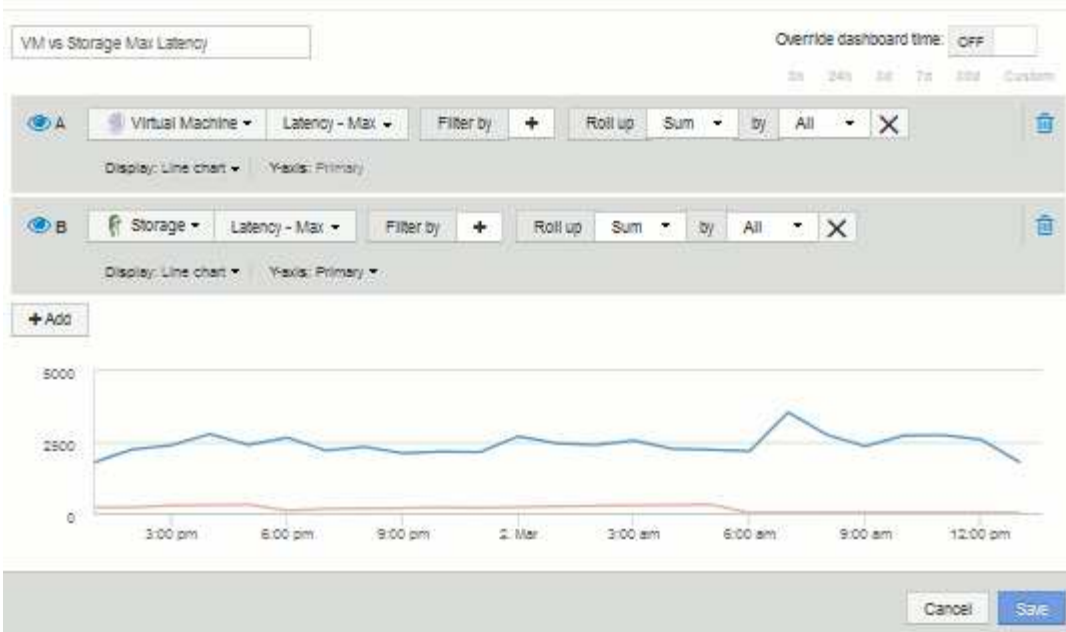 VM vs Storage Max Latency
Override dashboard time: OFF
3h 24h 3d 7d 30d Custom
A Virtual Machine Latency - Max Filter by + Roll up Sum by All
Display: Line chart Y-axis: Primary
B Storage Latency - Max Filter by + Roll up Sum by All
Display: Line chart Y-axis: Primary
+ Add
5000
2500
0
3:00 pm 6:00 pm 9:00 pm 2. Mar 3:00 am 6:00 am 9:00 am 12:00 pm
Cancel Save